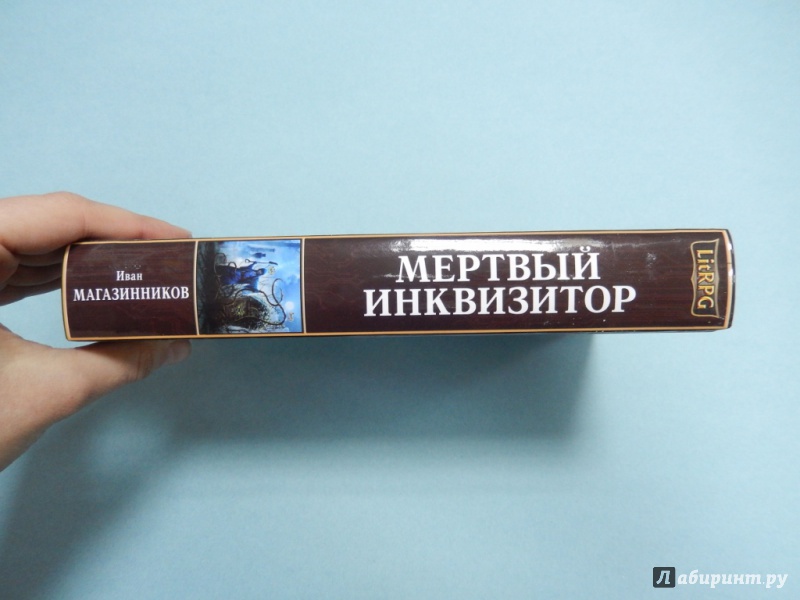 Иван
МАГАЗИННИКОВ
МЕРТВЫЙ
ИНКВИЗИТОР
LitRPG
Лабиринт.ру